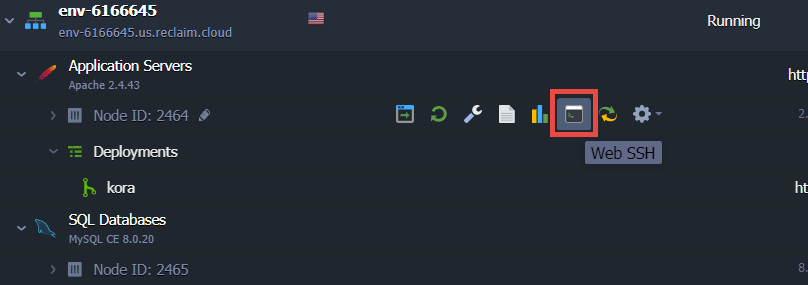 env-6166645
env-6166645.us.reclaim.cloud
Running
Application Servers
Apache 2.4.43
htt
Node ID: 2464
2.
Web SSH
Deployments
kora
ht
SQL Databases
MySQL CE 8.0.20
Node ID: 2465
8.